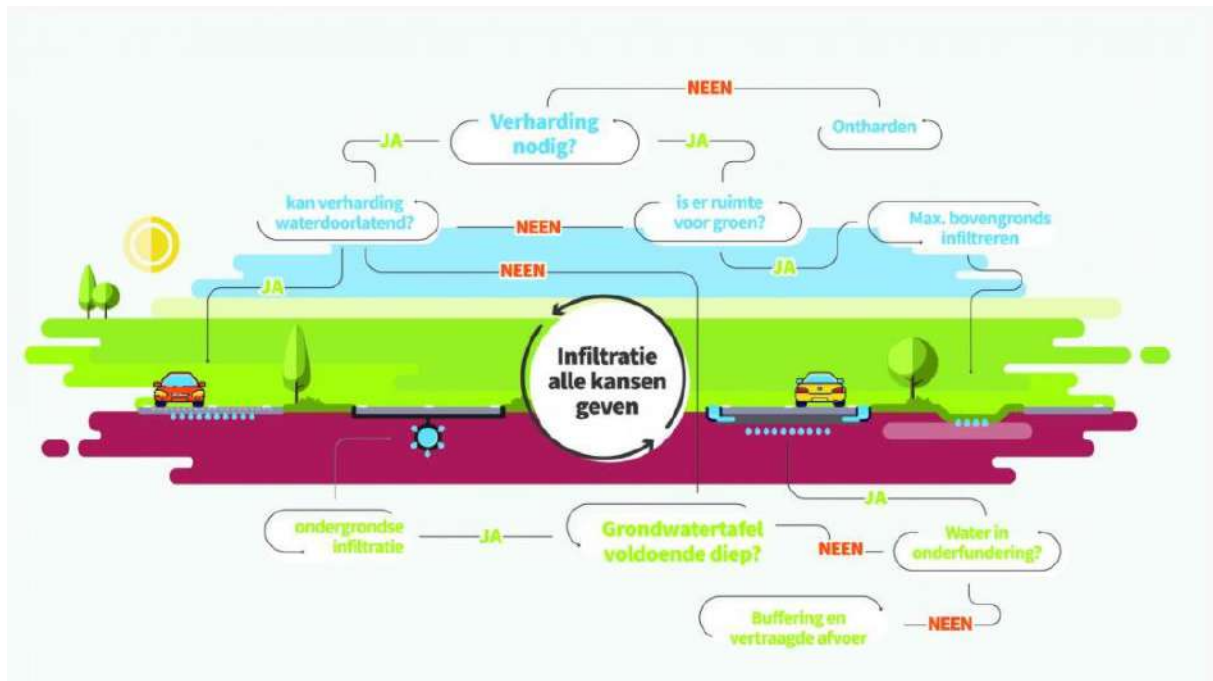 NEEN
Verharding
nodig?
Ontharden
JA
JA
kan verharding
waterdoorlatend?
NEEN
is er ruimte
voor groen?
Max. bovengronds
infiltreren
NEEN
JA
JA
Infiltratie
alle kansen
geven
JA
ondergrondse
infiltratie
JA
Grondwatertafel
voldoende diep?
NEEN
Water in
onderfundering?
Buffering en
vertraagde afvoer
NEEN